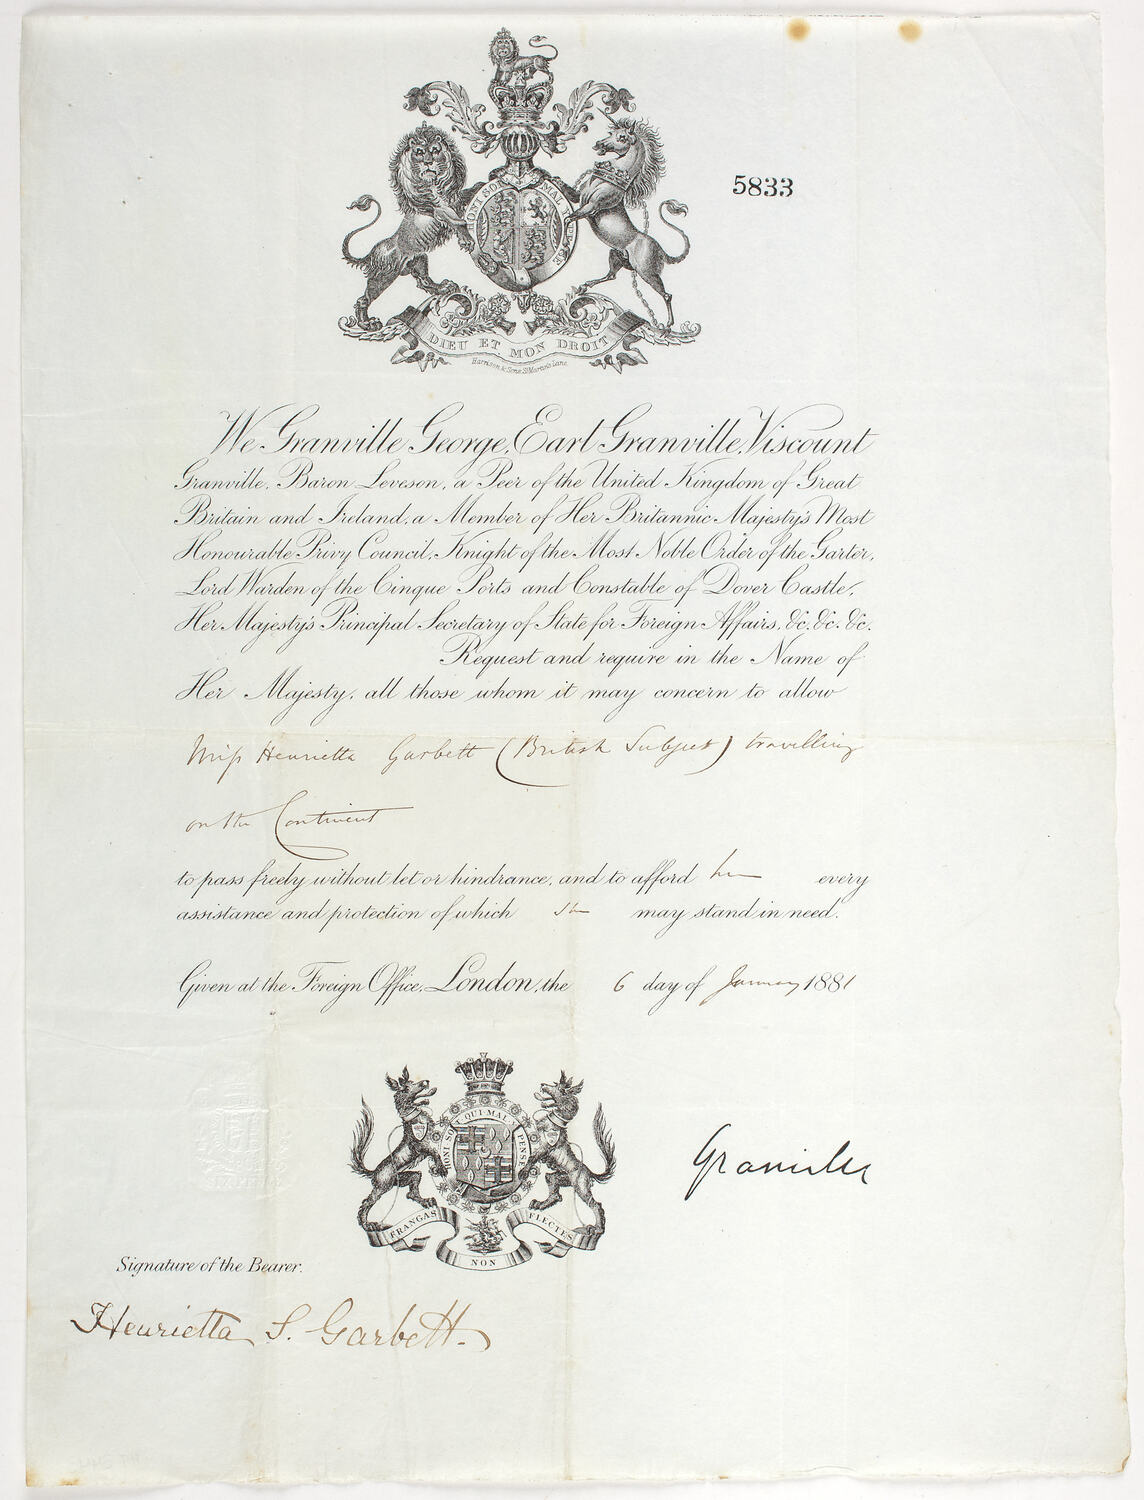 5833
HONI SOIT QUI MAL Y PENSE
DIEU ET MON DROIT
Harrison & Sons St Martin's Lane.
We Granville George, Earl Granville, Viscount
Granville, Baron Leveson, a Peer of the United Kingdom of Great
Britain and Ireland, a Member of Her Britannic Majesty's Most
Honourable Privy Council, Knight of the Most Noble Order of the Garter,
Lord Warden of the Cinque Ports and Constable of Dover Castle,
Her Majesty's Principal Secretary of State for Foreign Affairs, &c. &c. &c.
Request and require in the Name of
Her Majesty, all those whom it may concern to allow
Miss Henrietta Garbett (British Subject) travelling
on the Continent
to pass freely without let or hindrance, and to afford her every
assistance and protection of which she may stand in need.
Given at the Foreign Office, London, the 6 day of January 1881
HONI SOIT QUI MAL Y PENSE
FRANGAS NON FLECTES
Granville
Signature of the Bearer.
Henrietta S. Garbett.